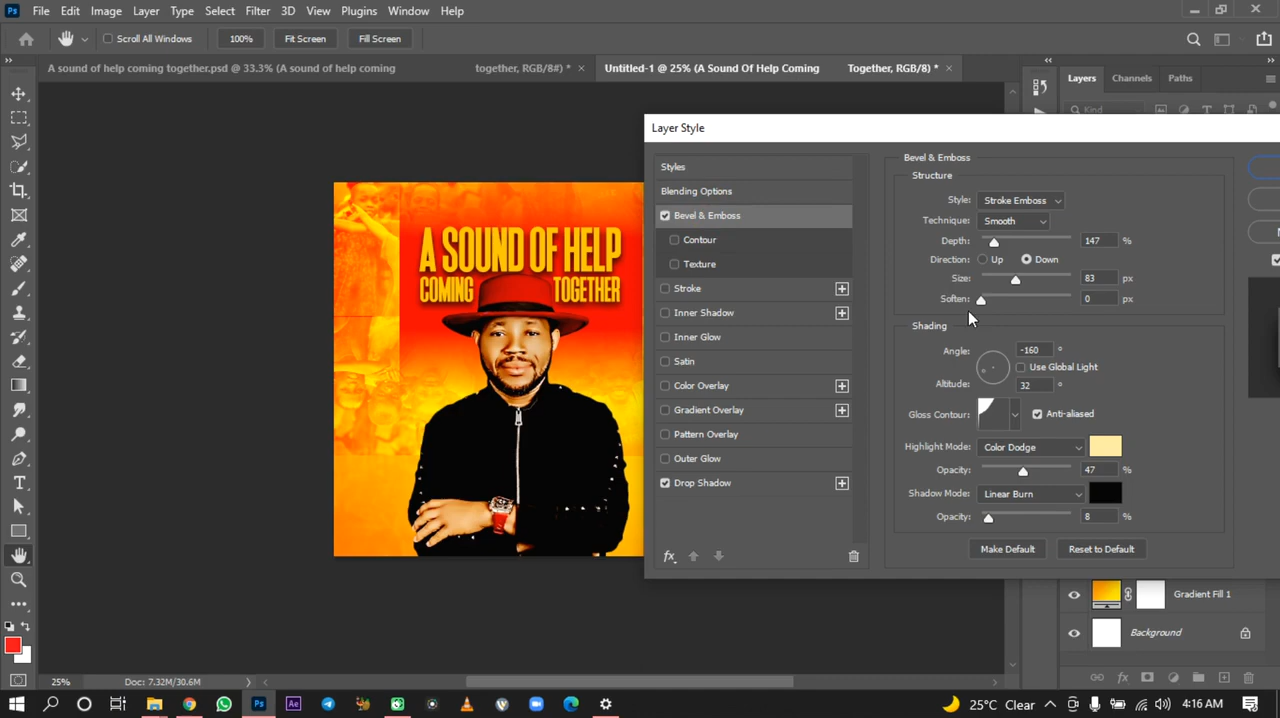 Ps File Edit Image Layer Type Select Filter 3D View Plugins Window Help
Scroll All Windows 100% Fit Screen Fill Screen
A sound of help coming together.psd @ 33.3% (A sound of help coming together, RGB/8#) * × Untitled-1 @ 25% (A Sound Of Help Coming Together, RGB/8) * ×
Layers Channels Paths
Kind
Layer Style
A SOUND OF HELP
COMING TOGETHER
Styles
Blending Options
Bevel & Emboss
Contour
Texture
Stroke
Inner Shadow
Inner Glow
Satin
Color Overlay
Gradient Overlay
Pattern Overlay
Outer Glow
Drop Shadow
fx
Bevel & Emboss
Structure
Style: Stroke Emboss
Technique: Smooth
Depth: 147 %
Direction: Up Down
Size: 83 px
Soften: 0 px
Shading
Angle: -160 °
Use Global Light
Altitude: 32 °
Gloss Contour: Anti-aliased
Highlight Mode: Color Dodge
Opacity: 47 %
Shadow Mode: Linear Burn
Opacity: 8 %
Make Default Reset to Default
Gradient Fill 1
Background
fx
25% Doc: 7.32M/30.6M
Ps Ae 25°C Clear 4:16 AM